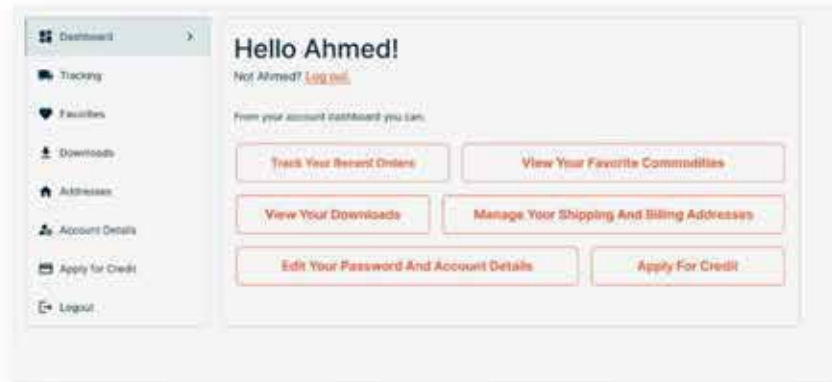 Dashboard
Tracking
Favorites
Downloads
Addresses
Account Details
Apply for Credit
Logout
Hello Ahmed!
Not Ahmed? Log out.
From your account dashboard you can:
Track Your Recent Orders
View Your Favorite Commodities
View Your Downloads
Manage Your Shipping And Billing Addresses
Edit Your Password And Account Details
Apply For Credit